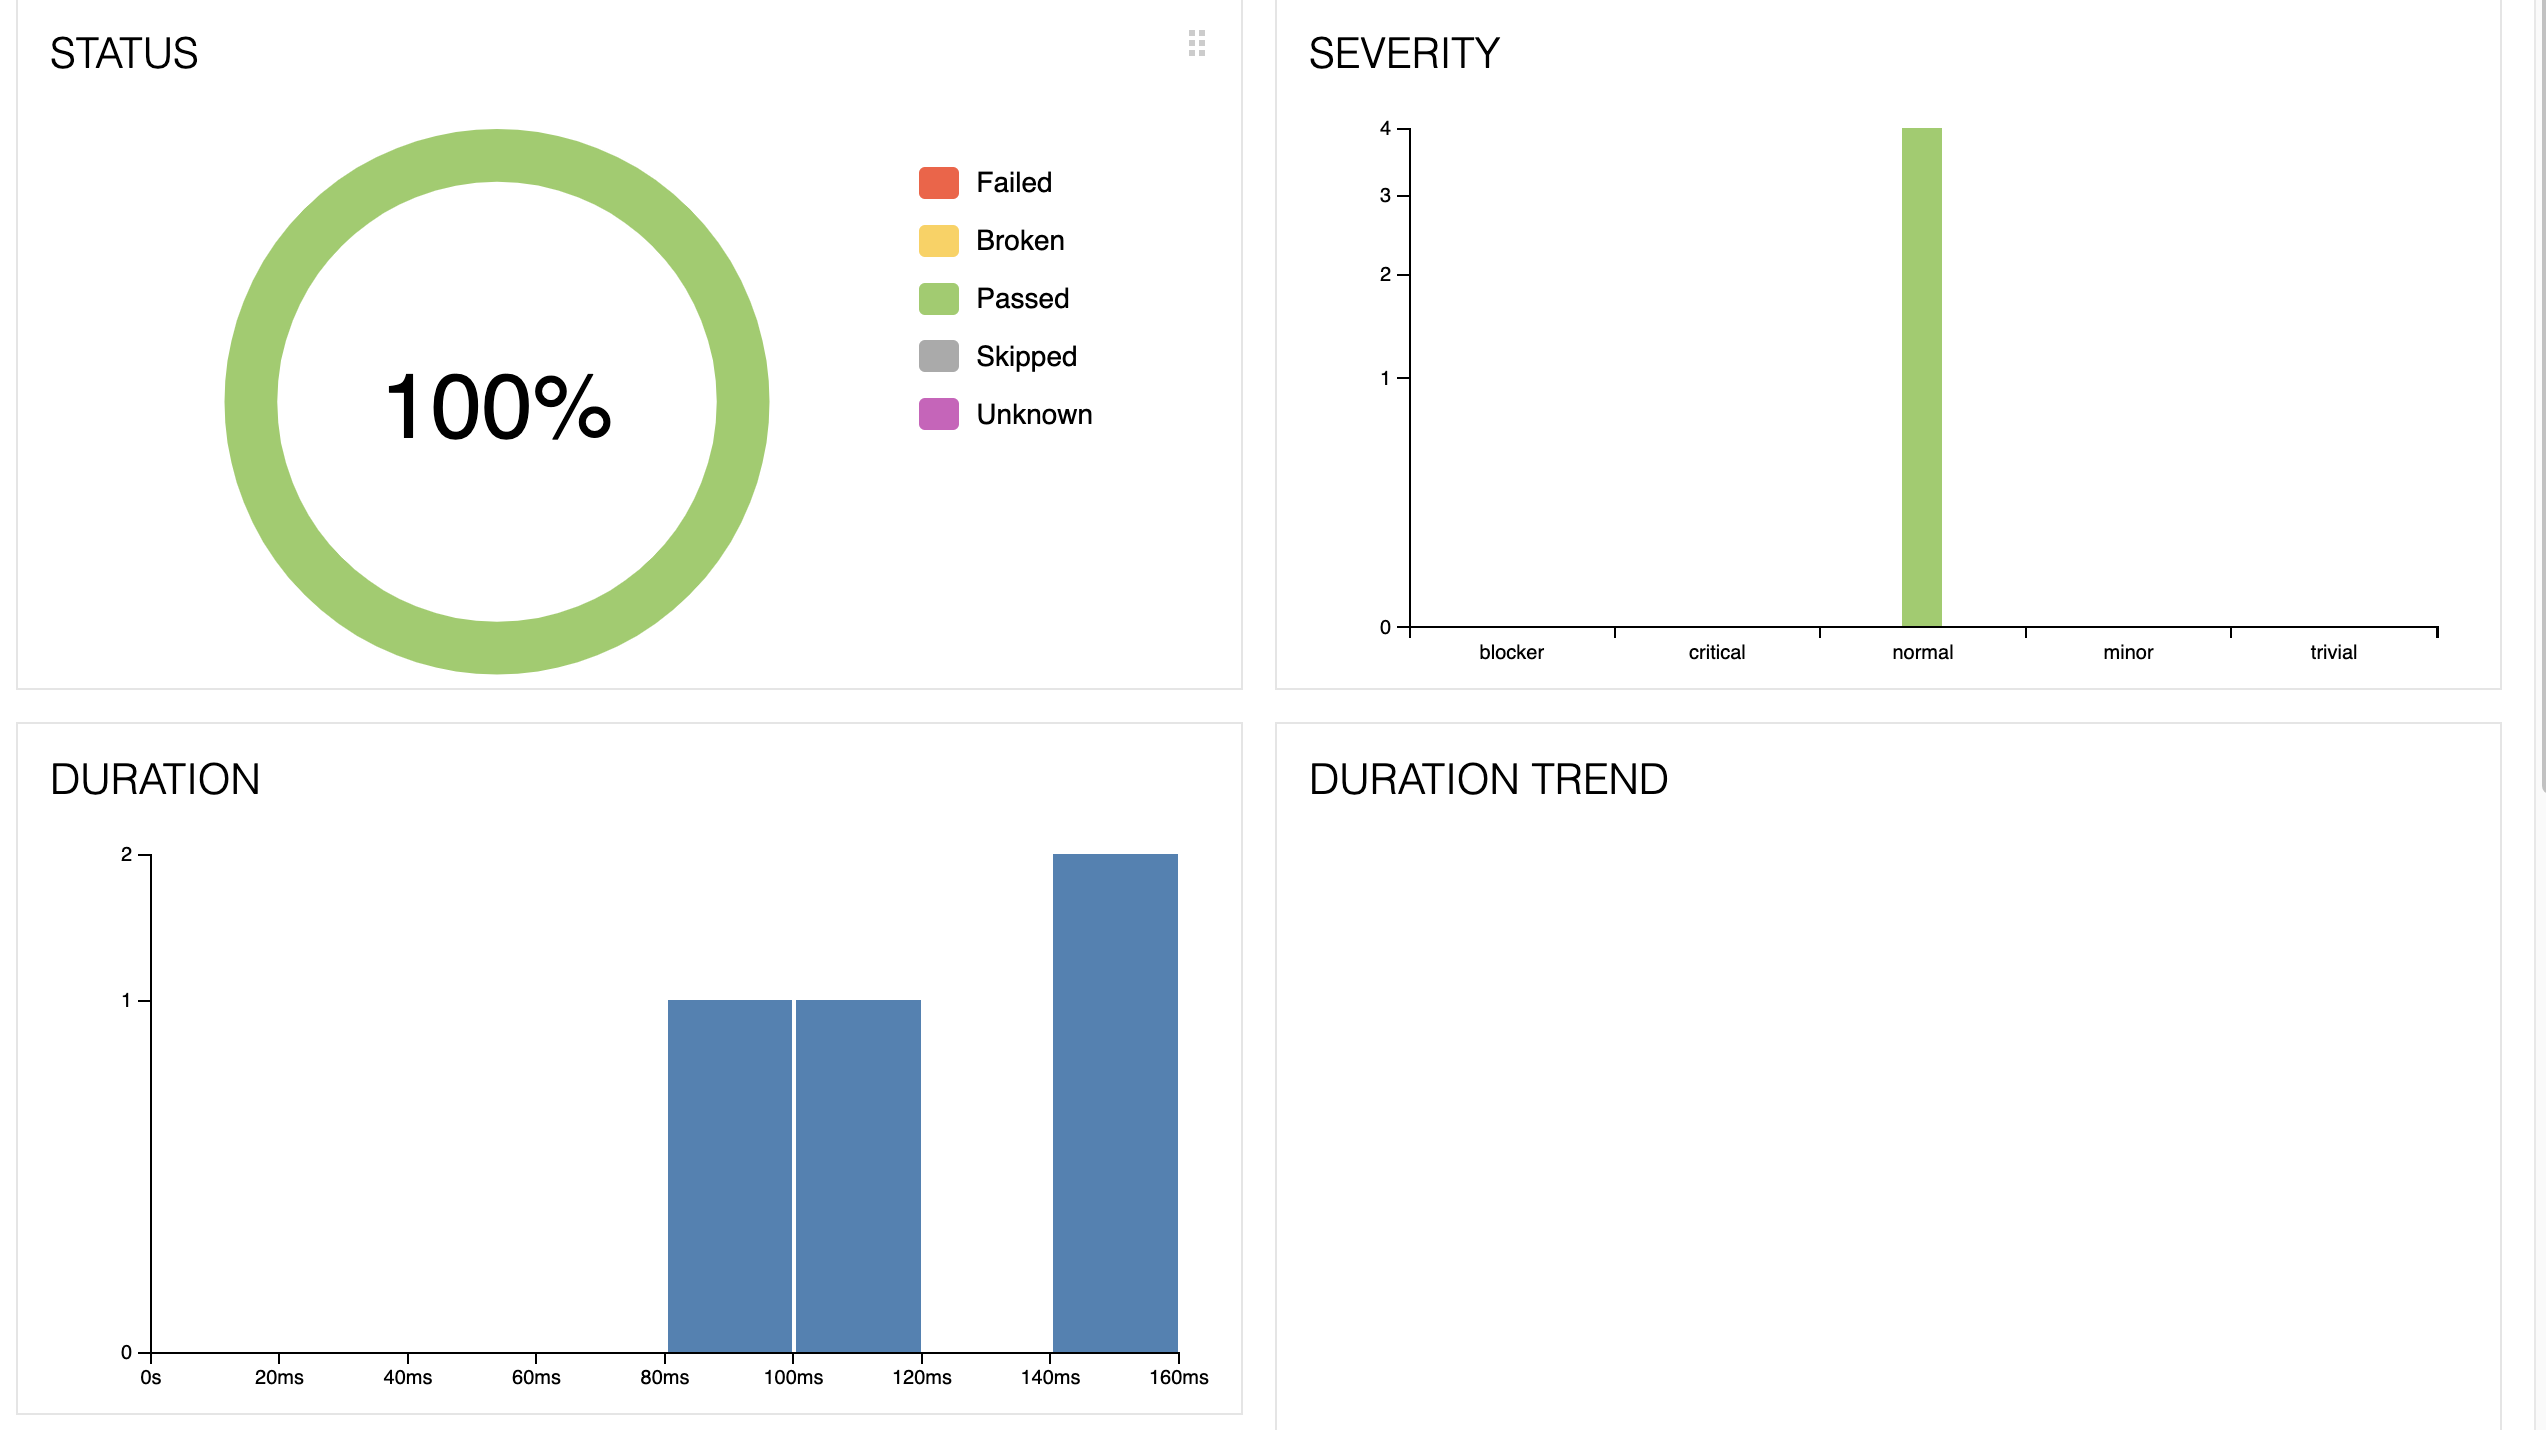 STATUS
100%
Failed
Broken
Passed
Skipped
Unknown
SEVERITY
4
3
2
1
0
blocker critical normal minor trivial
DURATION
2
1
0
0s 20ms 40ms 60ms 80ms 100ms 120ms 140ms 160ms
DURATION TREND